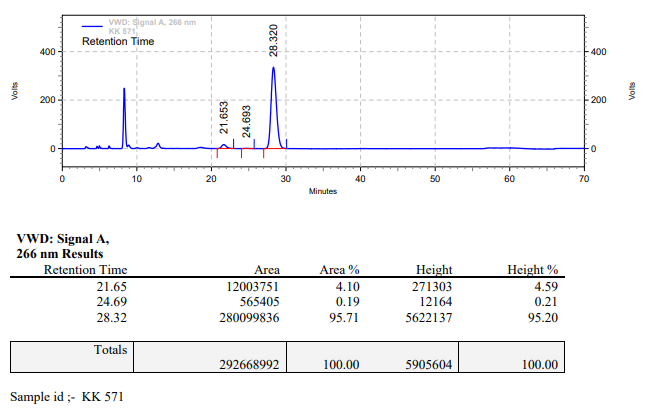 VWD: Signal A, 266 nm
KK 571
Retention Time
400
200
0
Volts
21.653
24.693
28.320
400
200
0
Volts
0 10 20 30 40 50 60 70
Minutes
VWD: Signal A,
266 nm Results
Retention Time Area Area % Height Height %
21.65 12003751 4.10 271303 4.59
24.69 565405 0.19 12164 0.21
28.32 280099836 95.71 5622137 95.20
Totals
292668992 100.00 5905604 100.00
Sample id ;- KK 571